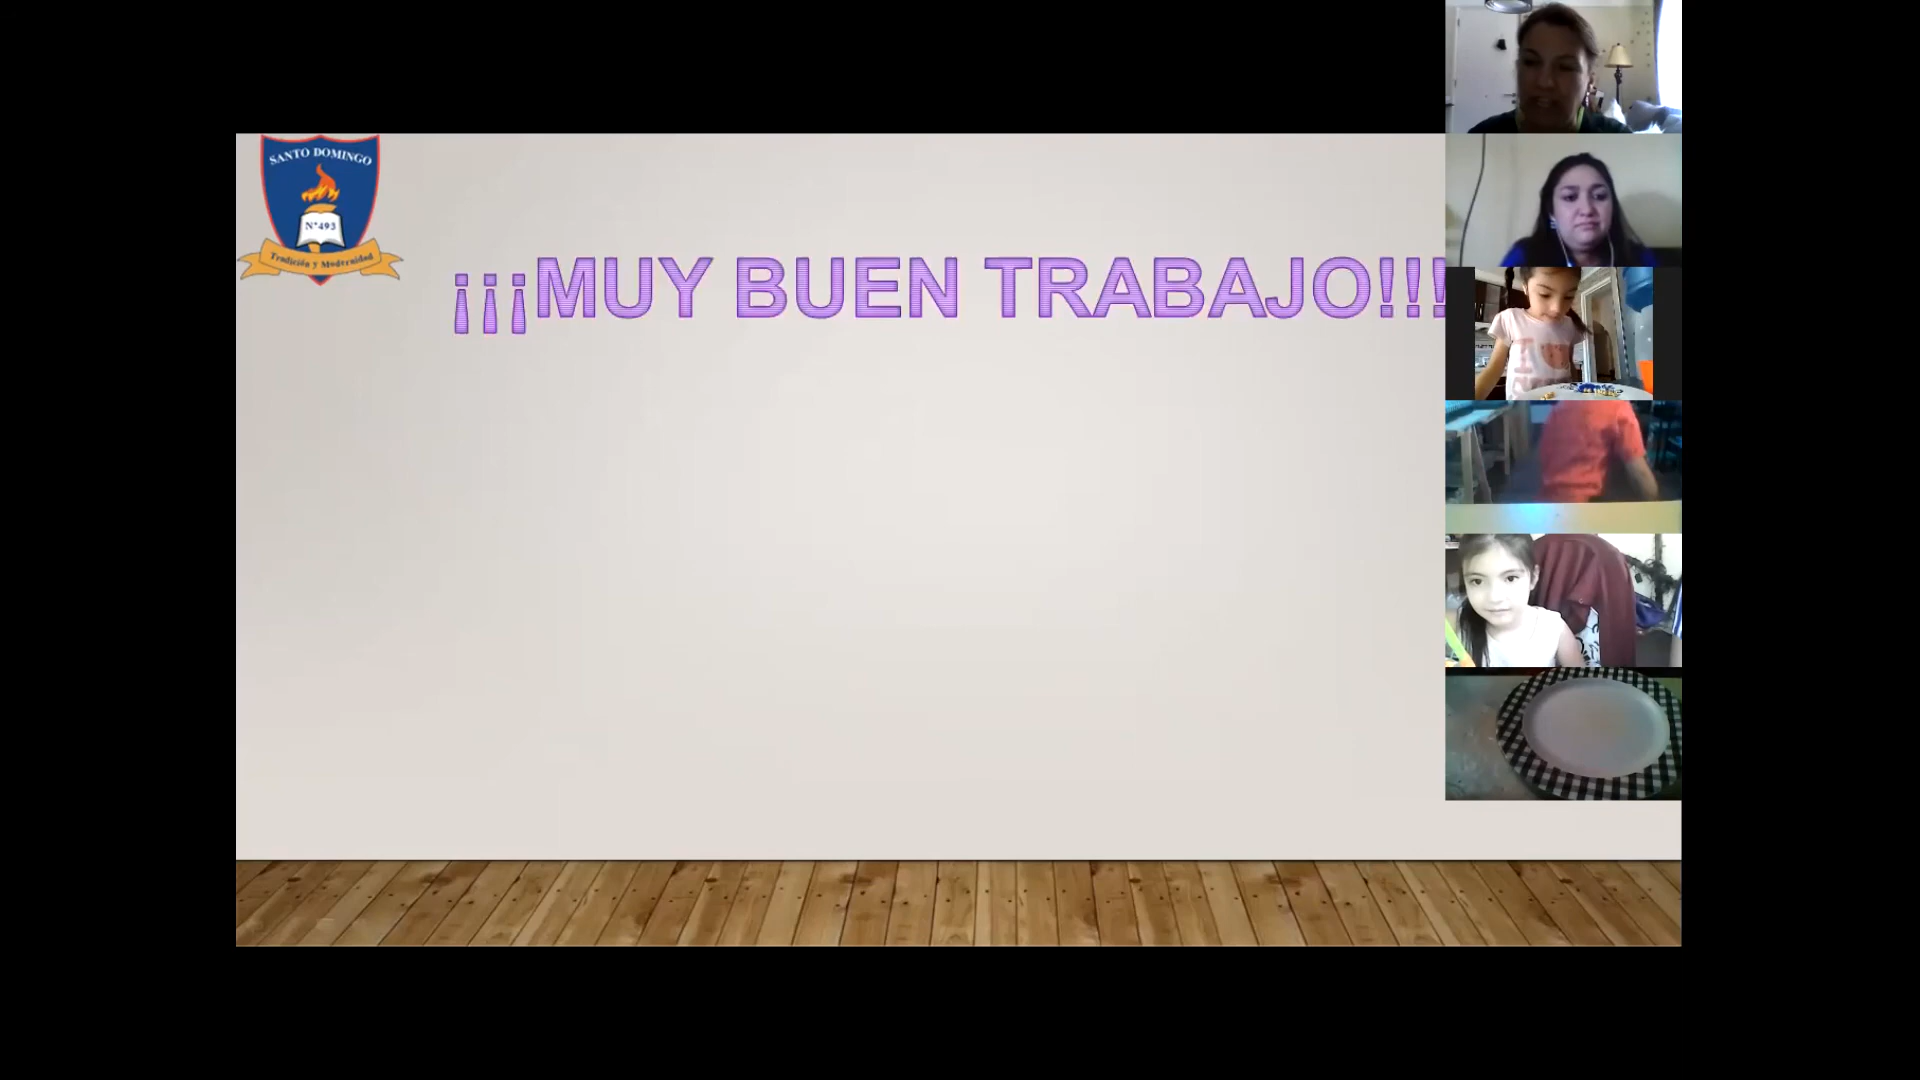 SANTO DOMINGO
N°493
Tradición y Modernidad
¡¡¡MUY BUEN TRABAJO!!!